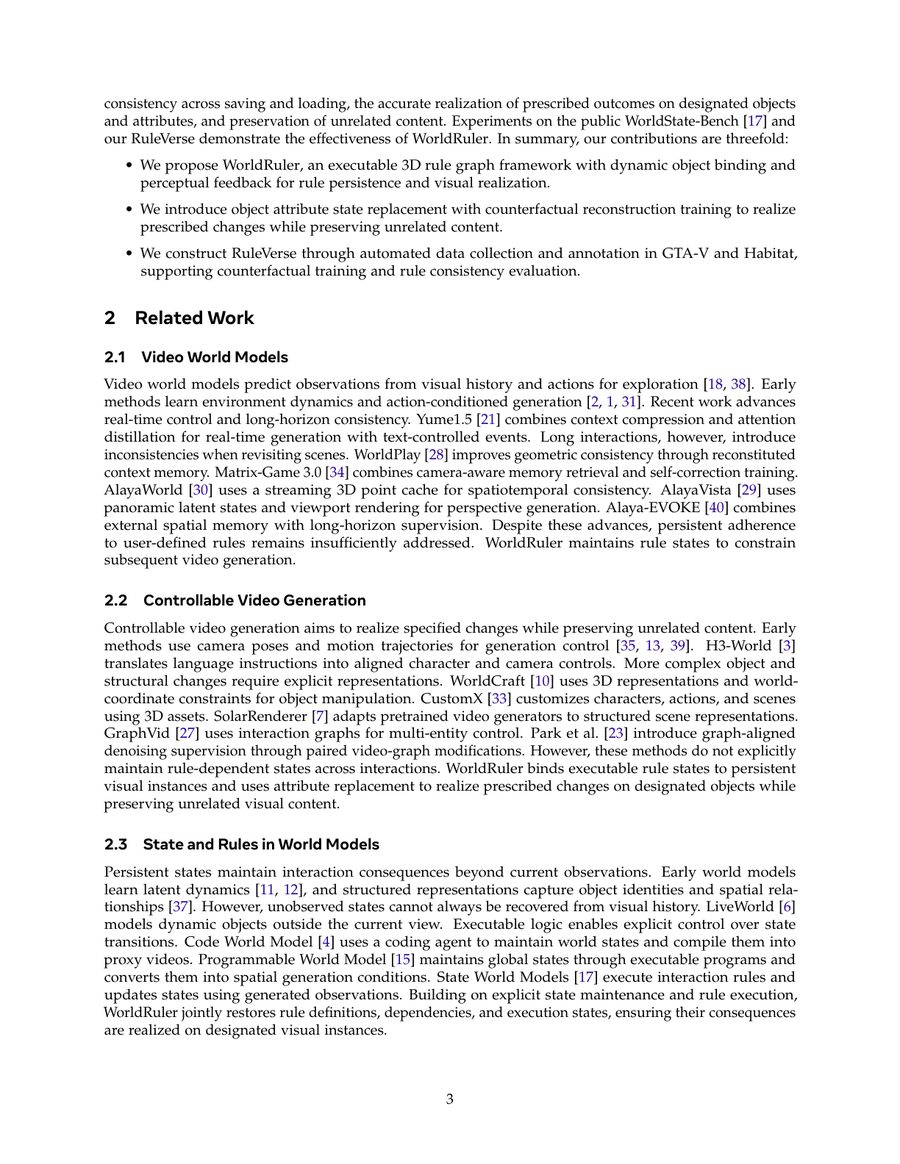 consistency across saving and loading, the accurate realization of prescribed outcomes on designated objects
and attributes, and preservation of unrelated content. Experiments on the public WorldState-Bench [17] and
our RuleVerse demonstrate the effectiveness of WorldRuler. In summary, our contributions are threefold:
• We propose WorldRuler, an executable 3D rule graph framework with dynamic object binding and
perceptual feedback for rule persistence and visual realization.
• We introduce object attribute state replacement with counterfactual reconstruction training to realize
prescribed changes while preserving unrelated content.
• We construct RuleVerse through automated data collection and annotation in GTA-V and Habitat,
supporting counterfactual training and rule consistency evaluation.
2 Related Work
2.1 Video World Models
Video world models predict observations from visual history and actions for exploration [18, 38]. Early
methods learn environment dynamics and action-conditioned generation [2, 1, 31]. Recent work advances
real-time control and long-horizon consistency. Yume1.5 [21] combines context compression and attention
distillation for real-time generation with text-controlled events. Long interactions, however, introduce
inconsistencies when revisiting scenes. WorldPlay [28] improves geometric consistency through reconstituted
context memory. Matrix-Game 3.0 [34] combines camera-aware memory retrieval and self-correction training.
AlayaWorld [30] uses a streaming 3D point cache for spatiotemporal consistency. AlayaVista [29] uses
panoramic latent states and viewport rendering for perspective generation. Alaya-EVOKE [40] combines
external spatial memory with long-horizon supervision. Despite these advances, persistent adherence
to user-defined rules remains insufficiently addressed. WorldRuler maintains rule states to constrain
subsequent video generation.
2.2 Controllable Video Generation
Controllable video generation aims to realize specified changes while preserving unrelated content. Early
methods use camera poses and motion trajectories for generation control [35, 13, 39]. H3-World [3]
translates language instructions into aligned character and camera controls. More complex object and
structural changes require explicit representations. WorldCraft [10] uses 3D representations and world-
coordinate constraints for object manipulation. CustomX [33] customizes characters, actions, and scenes
using 3D assets. SolarRenderer [7] adapts pretrained video generators to structured scene representations.
GraphVid [27] uses interaction graphs for multi-entity control. Park et al. [23] introduce graph-aligned
denoising supervision through paired video-graph modifications. However, these methods do not explicitly
maintain rule-dependent states across interactions. WorldRuler binds executable rule states to persistent
visual instances and uses attribute replacement to realize prescribed changes on designated objects while
preserving unrelated visual content.
2.3 State and Rules in World Models
Persistent states maintain interaction consequences beyond current observations. Early world models
learn latent dynamics [11, 12], and structured representations capture object identities and spatial rela-
tionships [37]. However, unobserved states cannot always be recovered from visual history. LiveWorld [6]
models dynamic objects outside the current view. Executable logic enables explicit control over state
transitions. Code World Model [4] uses a coding agent to maintain world states and compile them into
proxy videos. Programmable World Model [15] maintains global states through executable programs and
converts them into spatial generation conditions. State World Models [17] execute interaction rules and
updates states using generated observations. Building on explicit state maintenance and rule execution,
WorldRuler jointly restores rule definitions, dependencies, and execution states, ensuring their consequences
are realized on designated visual instances.
3